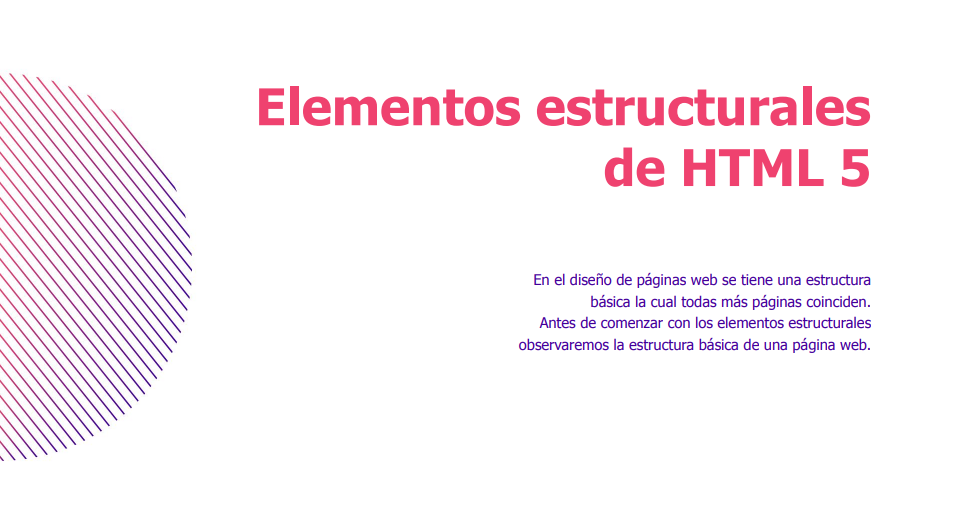 Elementos estructurales
de HTML 5
En el diseño de páginas web se tiene una estructura
básica la cual todas más páginas coinciden.
Antes de comenzar con los elementos estructurales
observaremos la estructura básica de una página web.